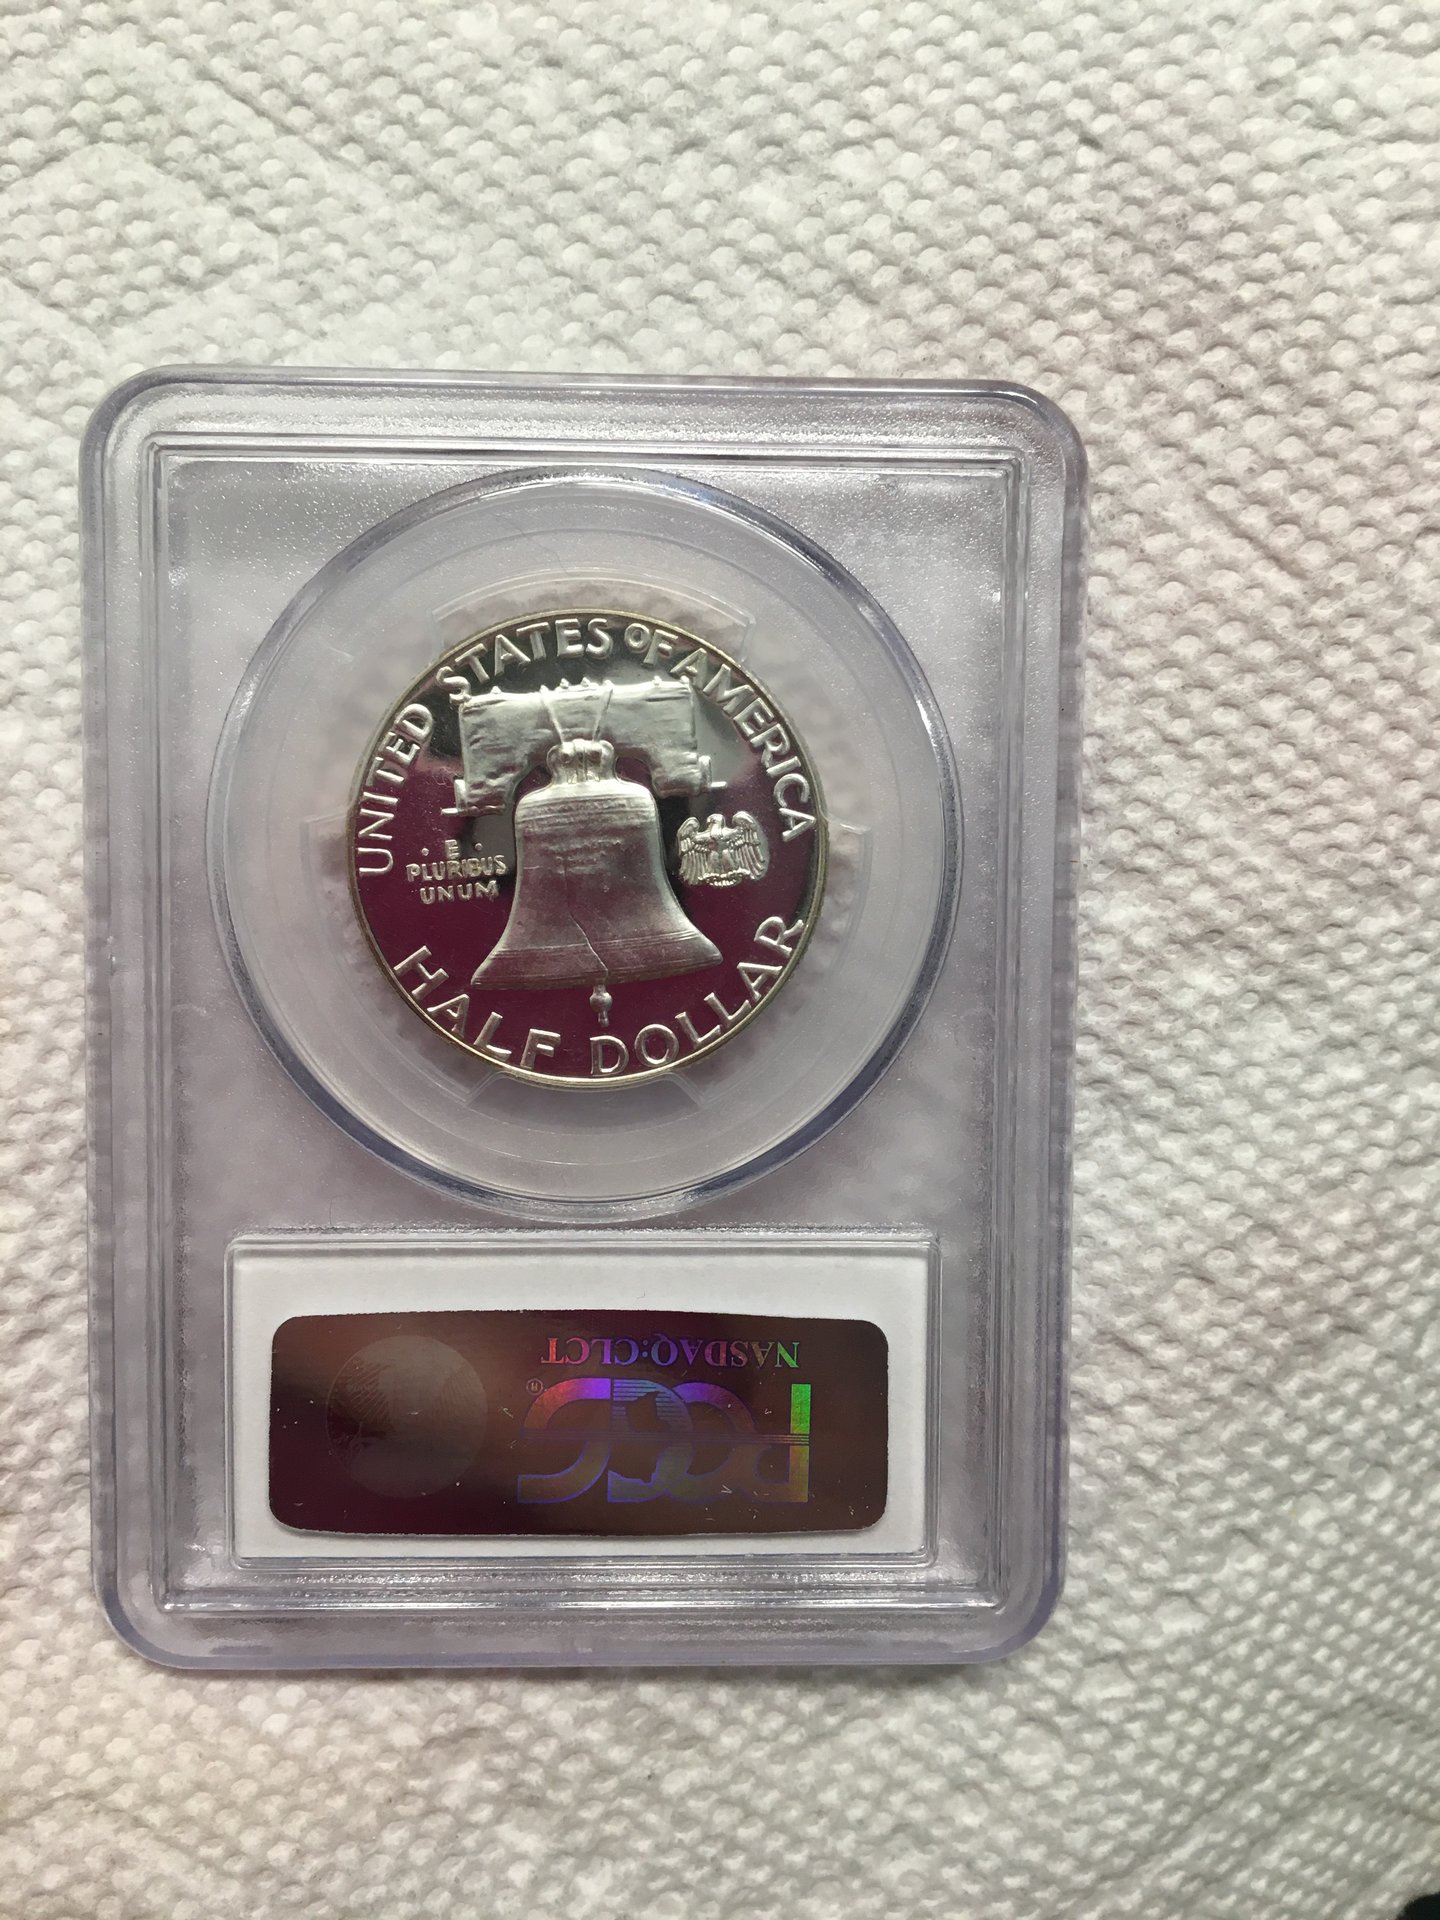 UNITED STATES OF AMERICA
· E ·
PLURIBUS
UNUM
HALF DOLLAR
PCGS®
NASDAQ:CLCT